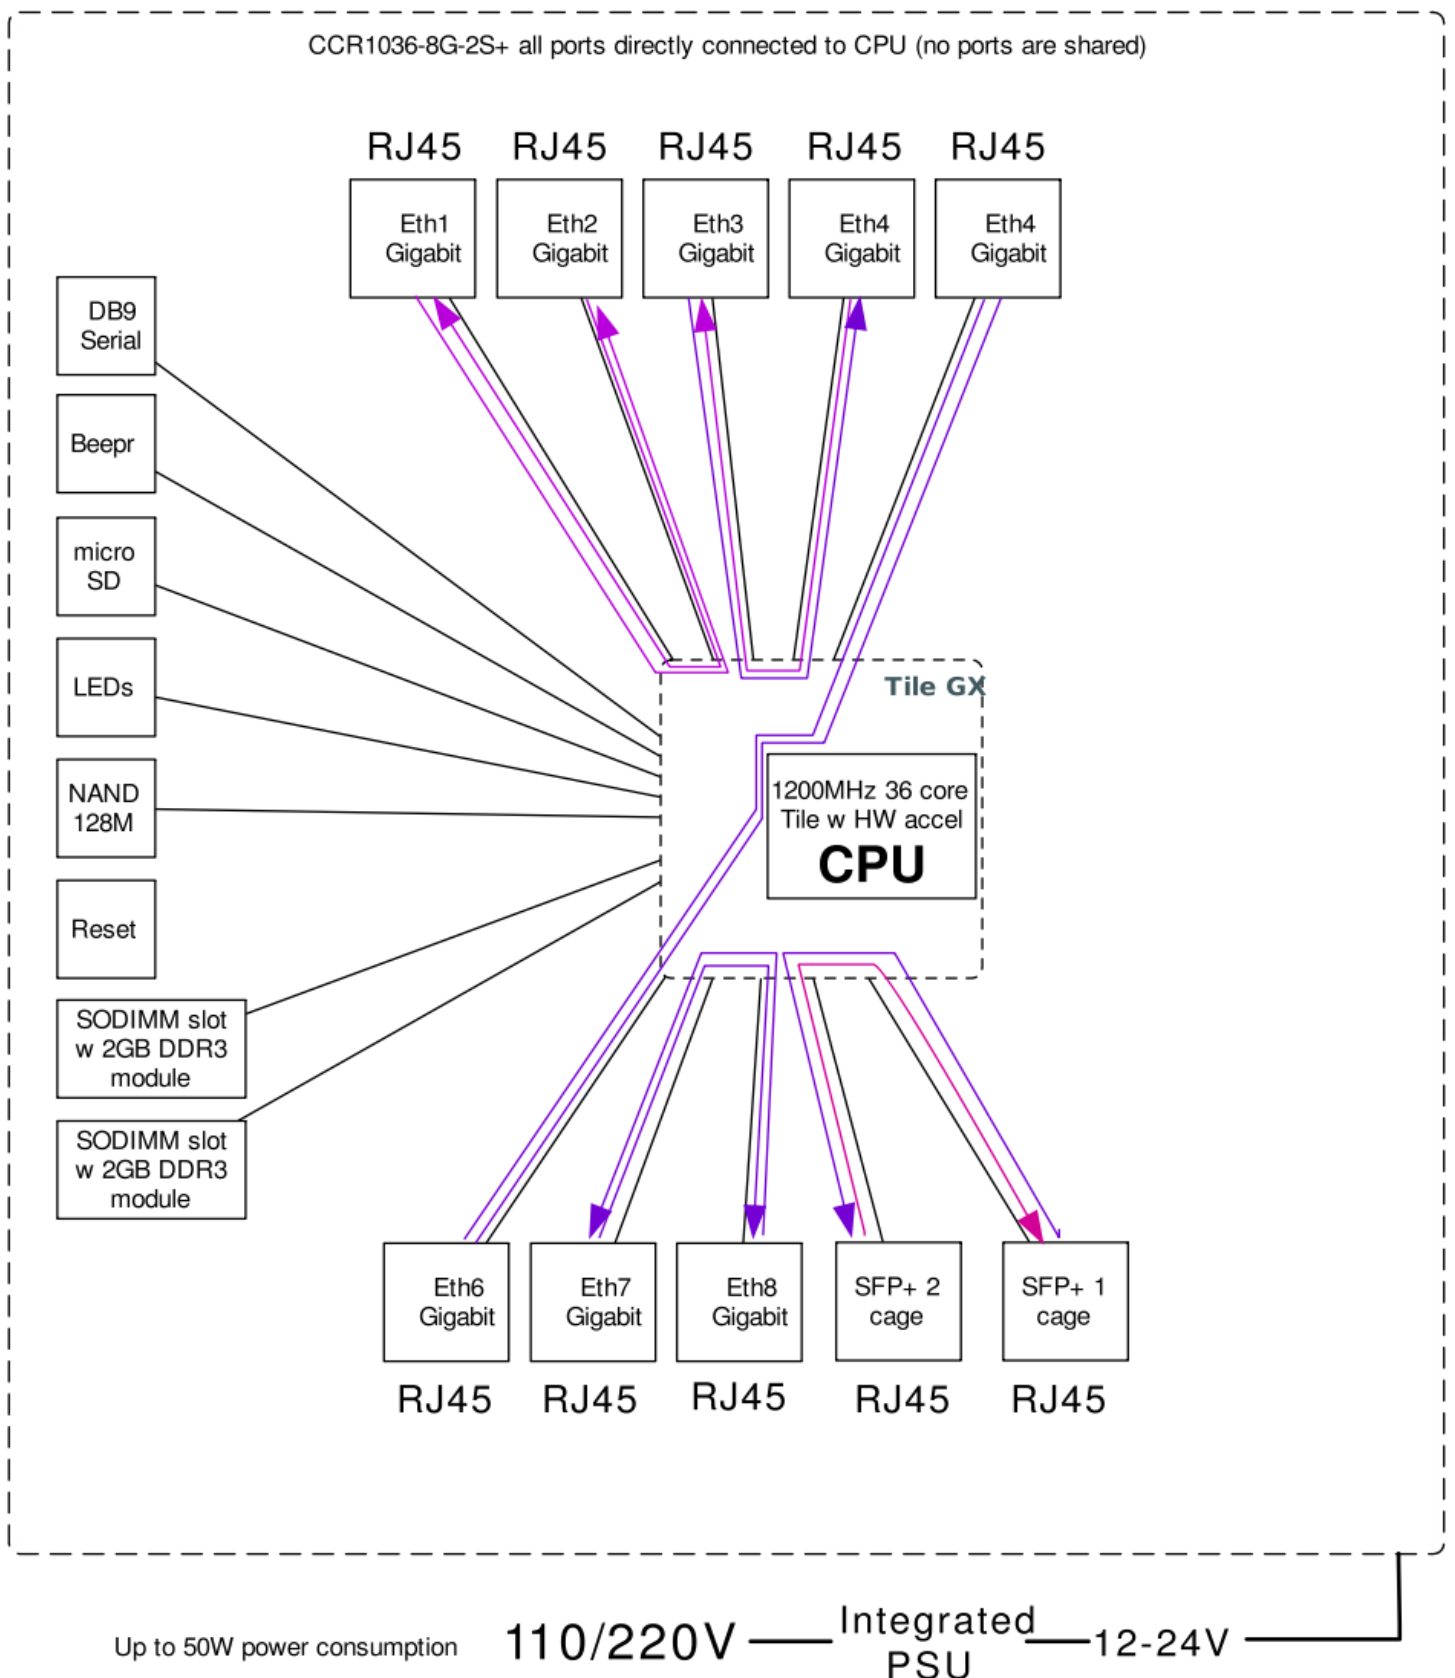 CCR1036-8G-2S+ all ports directly connected to CPU (no ports are shared)
RJ45 RJ45 RJ45 RJ45 RJ45
Eth1
Gigabit
Eth2
Gigabit
Eth3
Gigabit
Eth4
Gigabit
Eth4
Gigabit
DB9
Serial
Beepr
micro
SD
LEDs
NAND
128M
Reset
SODIMM slot
w 2GB DDR3
module
SODIMM slot
w 2GB DDR3
module
Tile GX
1200MHz 36 core
Tile w HW accel
CPU
Eth6
Gigabit
Eth7
Gigabit
Eth8
Gigabit
SFP+ 2
cage
SFP+ 1
cage
RJ45 RJ45 RJ45 RJ45 RJ45
Up to 50W power consumption
110/220V
Integrated
PSU
12-24V